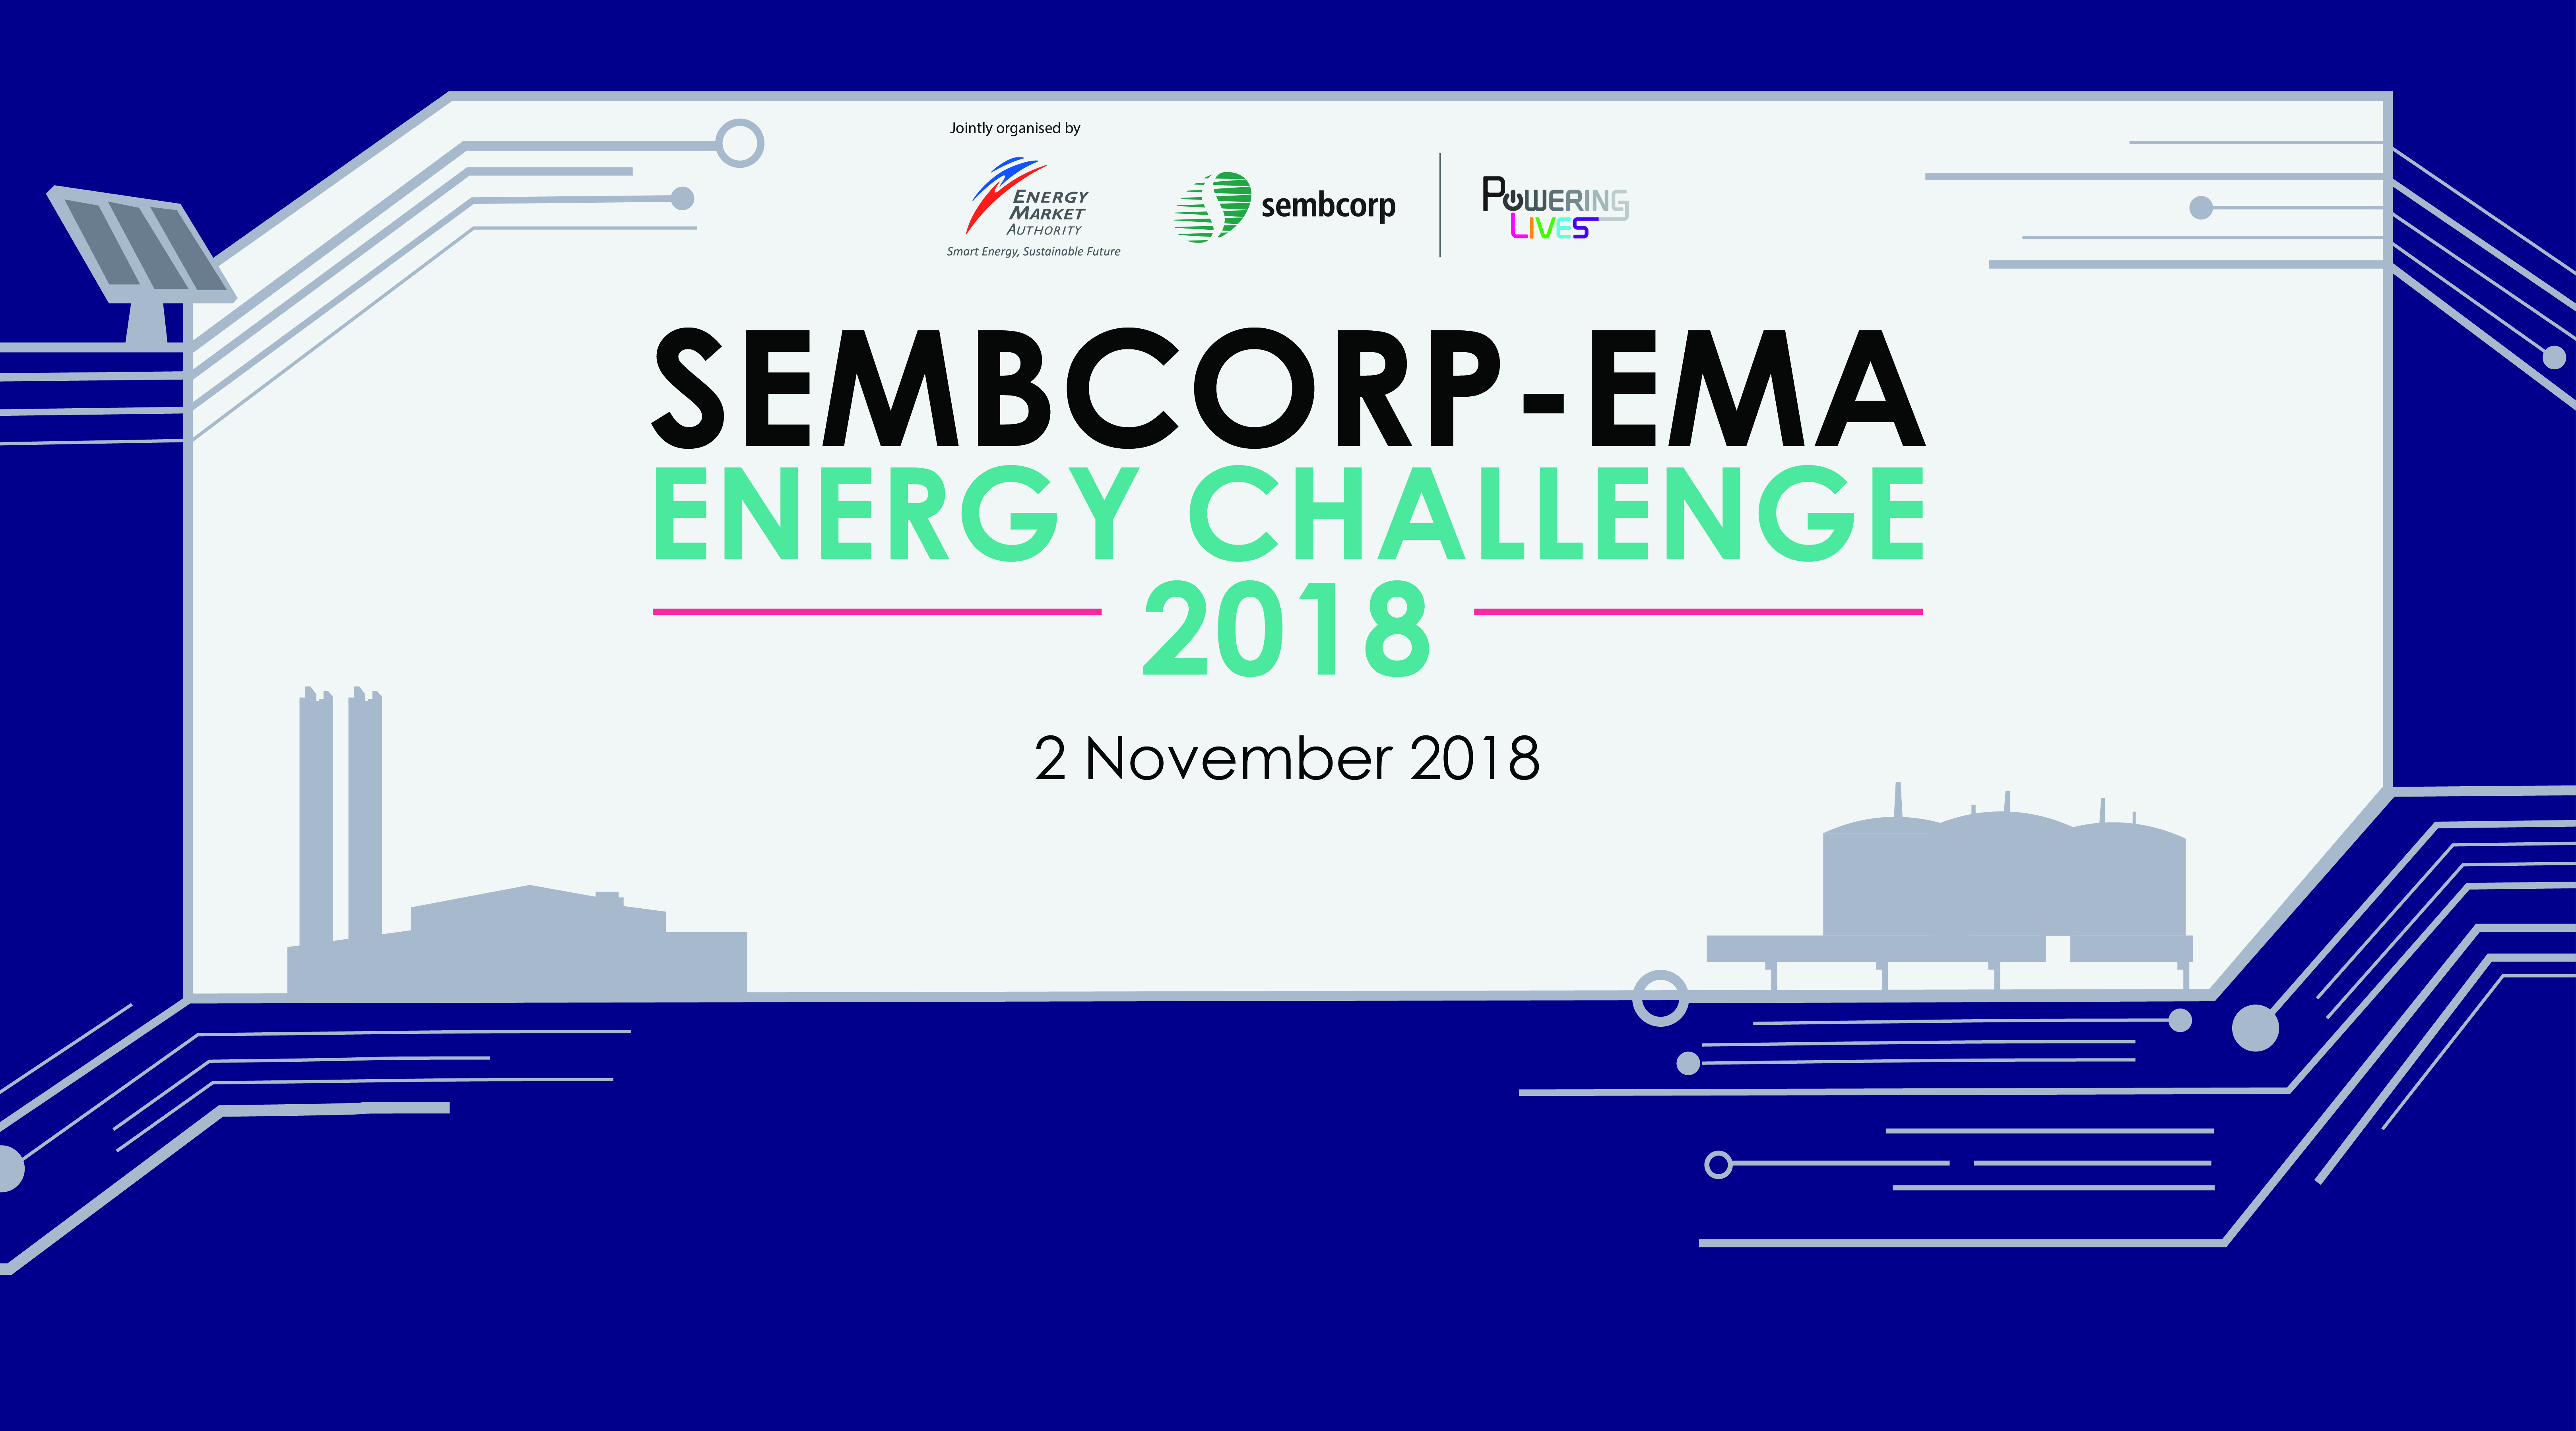 Jointly organised by
ENERGY
MARKET
AUTHORITY
Smart Energy, Sustainable Future
sembcorp
POWERING
LIVES
SEMBCORP-EMA
ENERGY CHALLENGE
2018
2 November 2018